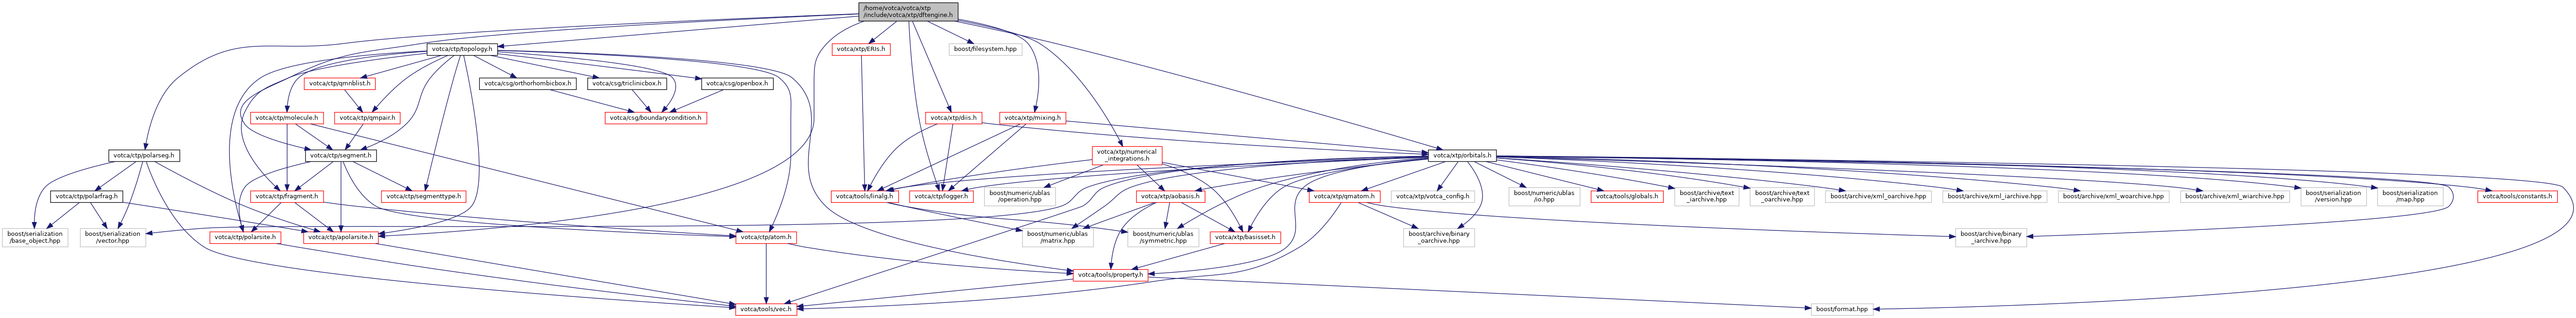 /home/votca/votca/xtp
/include/votca/xtp/dftengine.h
votca/ctp/topology.h
votca/xtp/ERIs.h
boost/filesystem.hpp
votca/ctp/qmnblist.h
votca/csg/orthorhombicbox.h
votca/csg/triclinicbox.h
votca/csg/openbox.h
votca/ctp/molecule.h
votca/ctp/qmpair.h
votca/csg/boundarycondition.h
votca/xtp/diis.h
votca/xtp/mixing.h
votca/ctp/polarseg.h
votca/ctp/segment.h
votca/xtp/numerical
_integrations.h
votca/xtp/orbitals.h
votca/ctp/polarfrag.h
votca/ctp/fragment.h
votca/ctp/segmenttype.h
votca/tools/linalg.h
votca/ctp/logger.h
boost/numeric/ublas
/operation.hpp
votca/xtp/aobasis.h
votca/xtp/qmatom.h
votca/xtp/votca_config.h
boost/numeric/ublas
/io.hpp
votca/tools/globals.h
boost/archive/text
_iarchive.hpp
boost/archive/text
_oarchive.hpp
boost/archive/xml_oarchive.hpp
boost/archive/xml_iarchive.hpp
boost/archive/xml_woarchive.hpp
boost/archive/xml_wiarchive.hpp
boost/serialization
/version.hpp
boost/serialization
/map.hpp
votca/tools/constants.h
boost/serialization
/base_object.hpp
boost/serialization
/vector.hpp
votca/ctp/polarsite.h
votca/ctp/apolarsite.h
votca/ctp/atom.h
boost/numeric/ublas
/matrix.hpp
boost/numeric/ublas
/symmetric.hpp
votca/xtp/basisset.h
boost/archive/binary
_oarchive.hpp
boost/archive/binary
_iarchive.hpp
votca/tools/property.h
votca/tools/vec.h
boost/format.hpp